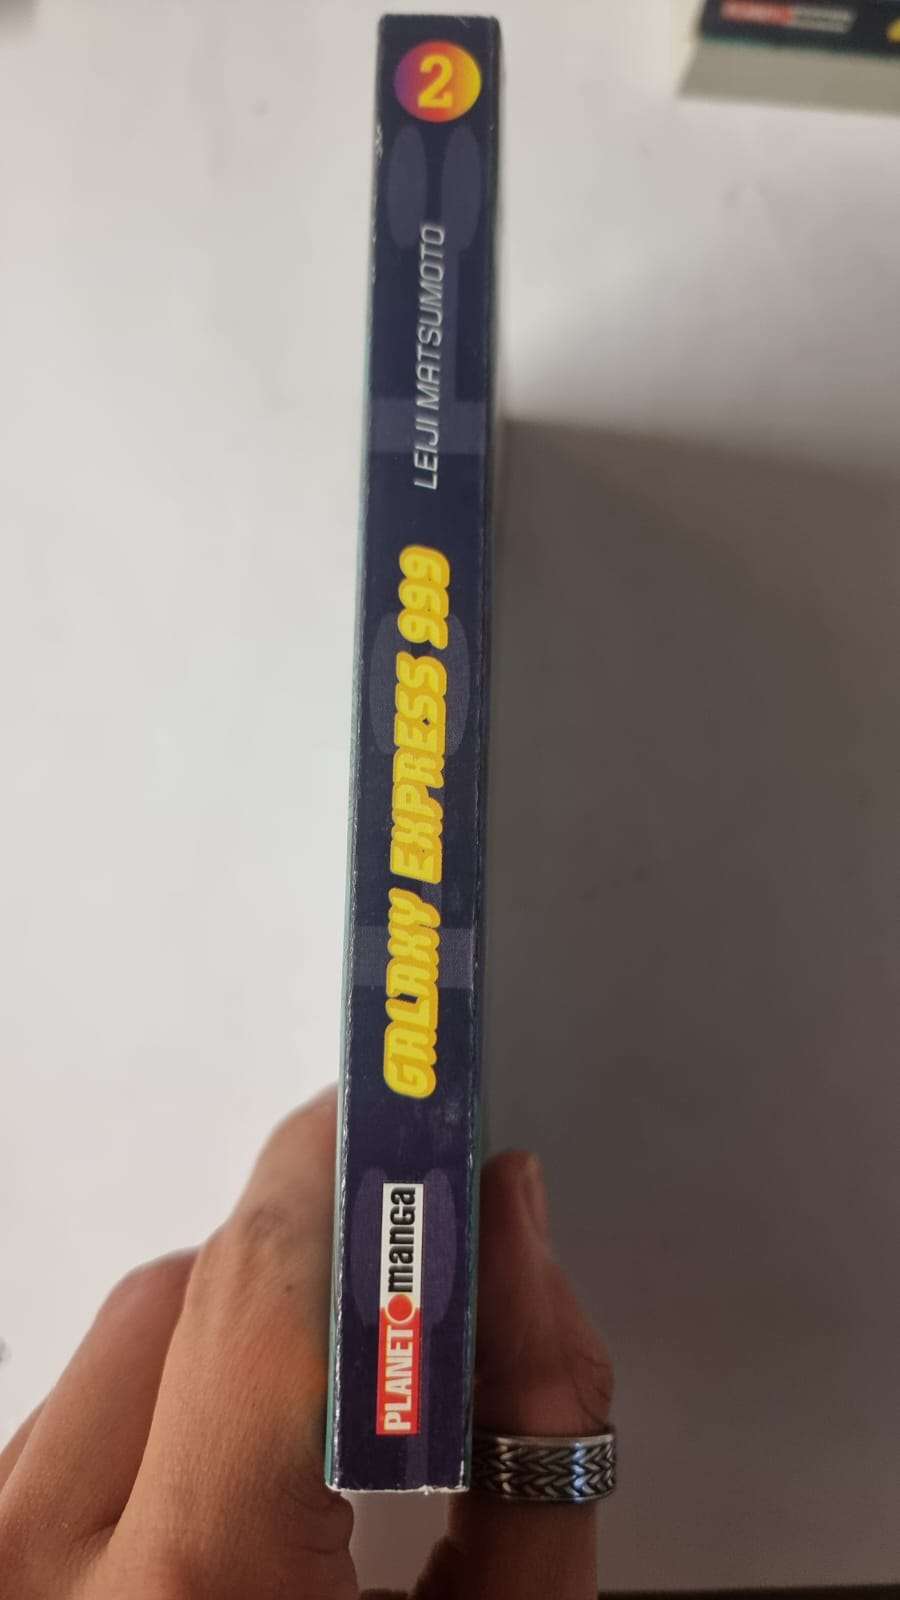 2
LEIJI MATSUMOTO
GALAXY EXPRESS 999
PLANET manga